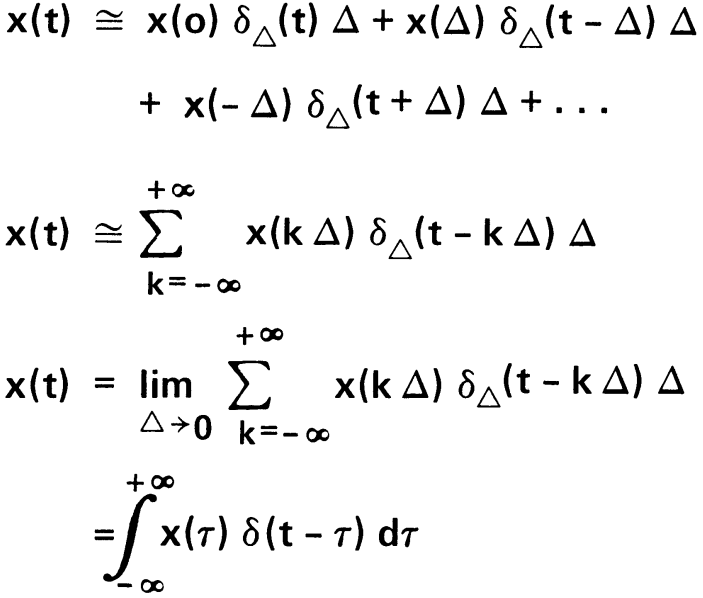 x(t) ≅ x(o) δ_△(t) Δ + x(Δ) δ_△(t − Δ) Δ
+ x(− Δ) δ_△(t + Δ) Δ + . . .
x(t) ≅ ∑_{k=−∞}^{+∞} x(k Δ) δ_△(t − k Δ) Δ
x(t) = lim_{△→0} ∑_{k=−∞}^{+∞} x(k Δ) δ_△(t − k Δ) Δ
= ∫_{−∞}^{+∞} x(τ) δ(t − τ) dτ